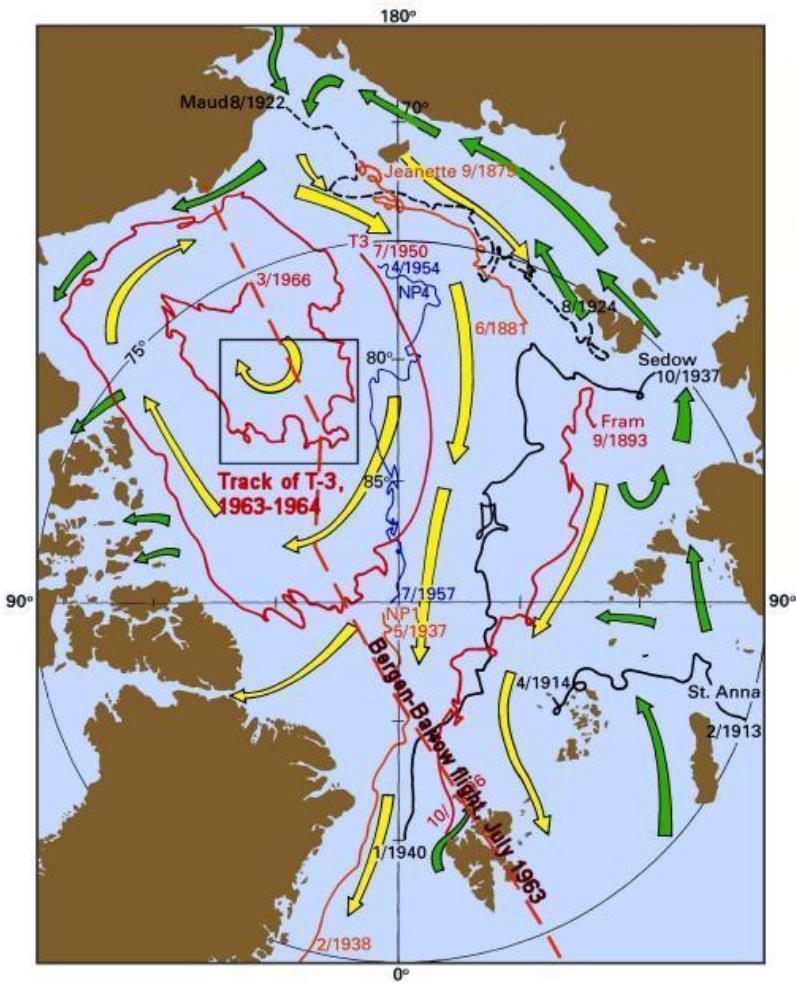 180°
Maud8/1922
70°
Jeanette 9/1879
T3 7/1950
4/1954
3/1966
NP4
8/1924
6/1881
75°
80°
Sedow
10/1937
Fram
9/1893
Track of T-3,
1963-1964
85°
90°
7/1957
90°
NP1
5/1937
Bergen-Barrow flight, July 1963
4/1914
St. Anna
2/1913
10/
1/1940
2/1938
0°